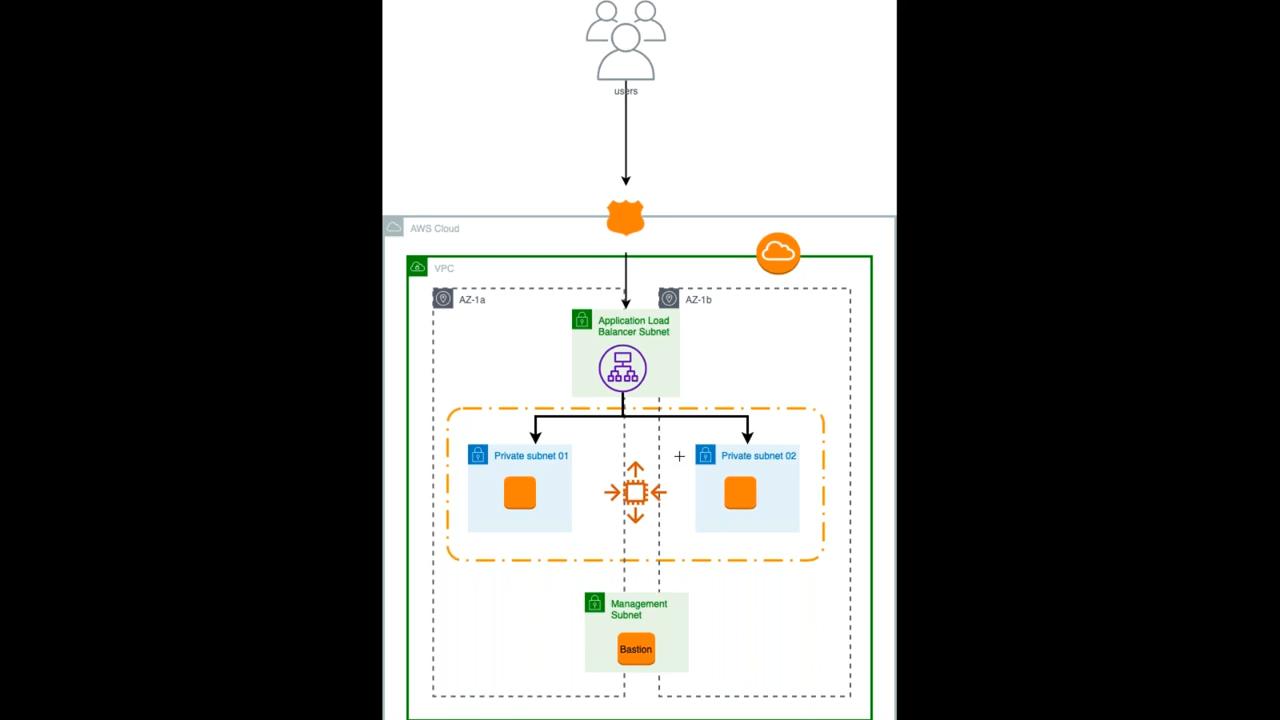 users
AWS Cloud
VPC
AZ-1a
AZ-1b
Application Load
Balancer Subnet
Private subnet 01
Private subnet 02
Management
Subnet
Bastion